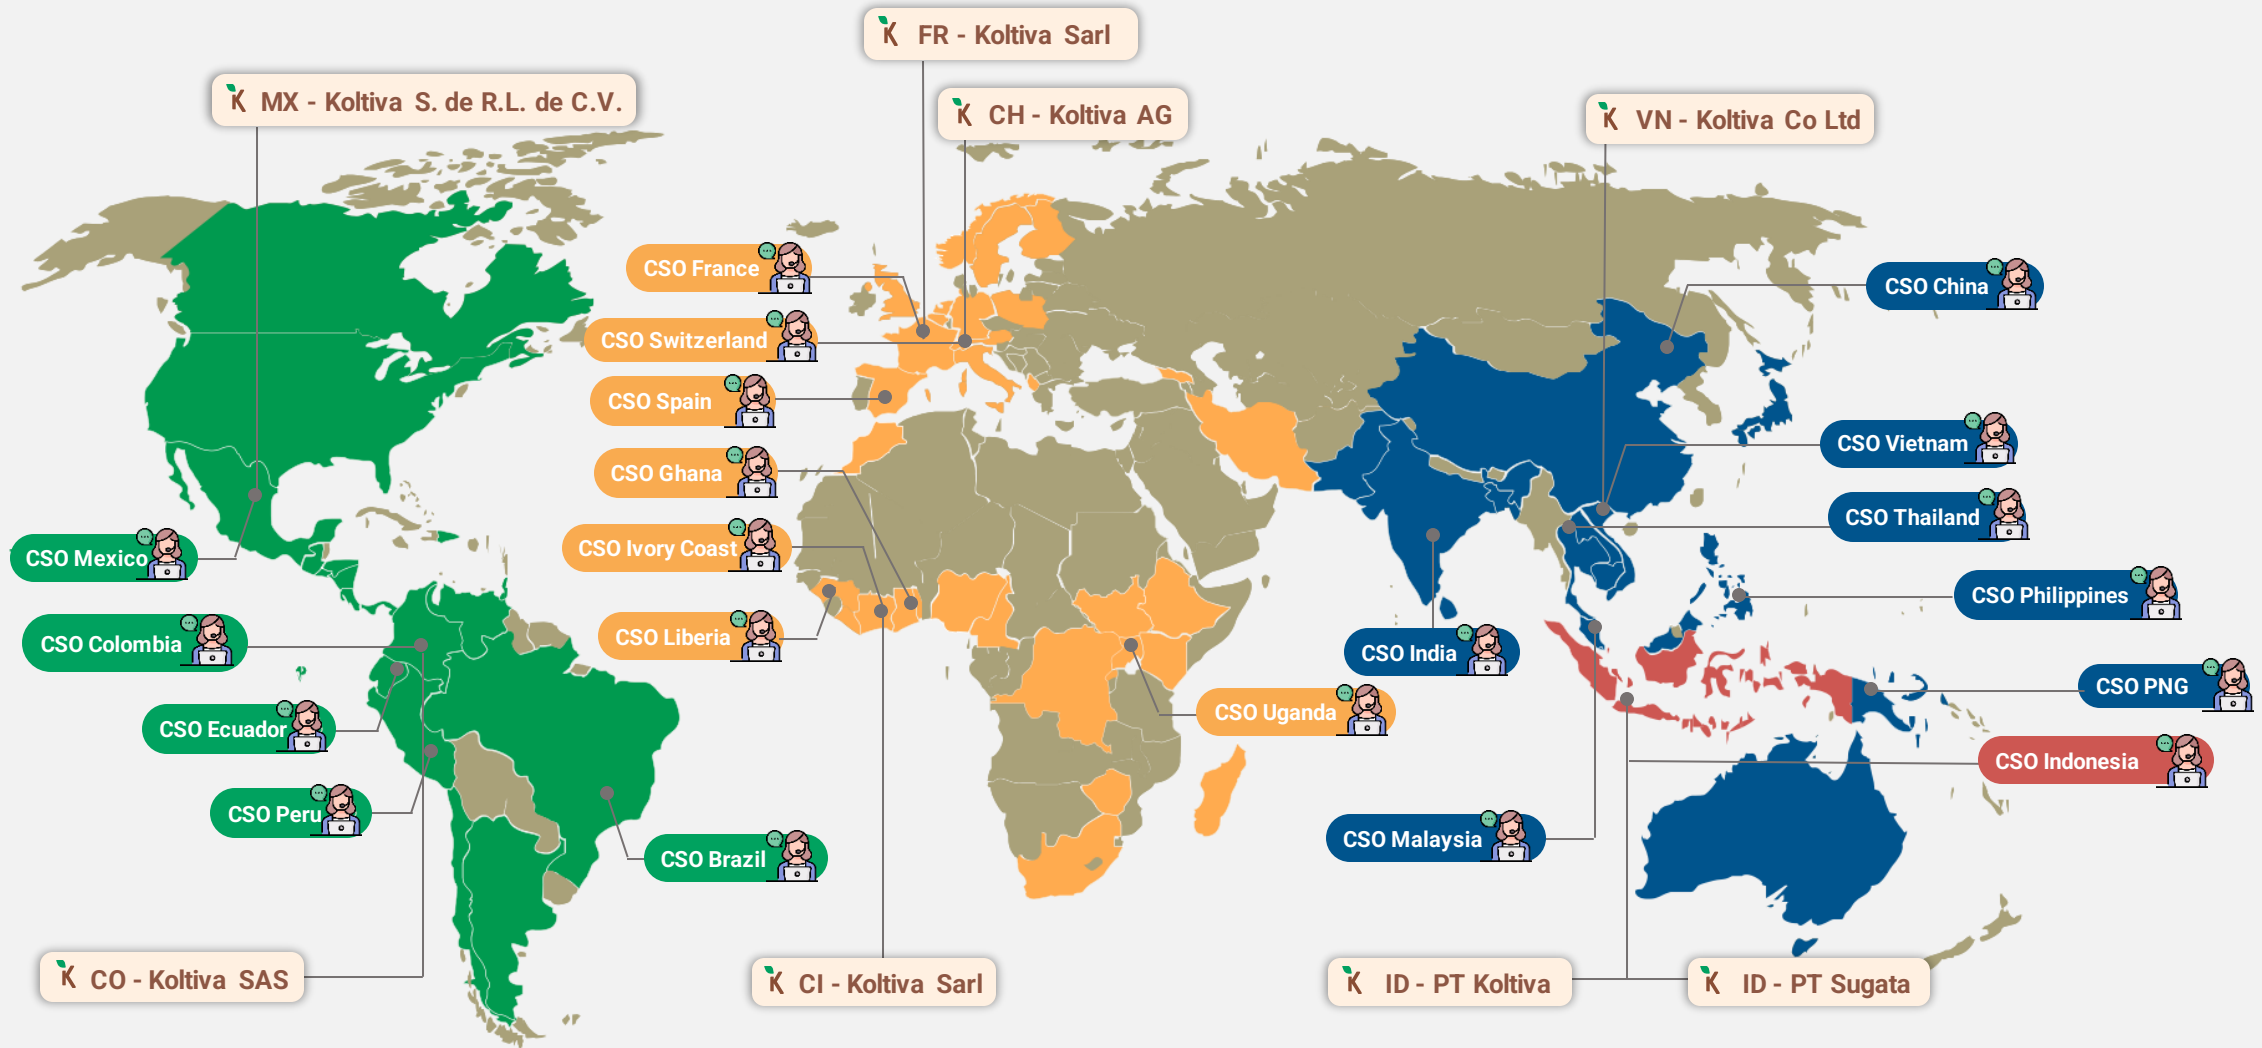 FR - Koltiva Sarl
MX - Koltiva S. de R.L. de C.V.
CH - Koltiva AG
VN - Koltiva Co Ltd
CSO France
CSO China
CSO Switzerland
CSO Spain
CSO Vietnam
CSO Ghana
CSO Thailand
CSO Ivory Coast
CSO Mexico
CSO Philippines
CSO Liberia
CSO Colombia
CSO India
CSO PNG
CSO Uganda
CSO Ecuador
CSO Indonesia
CSO Peru
CSO Malaysia
CSO Brazil
CO - Koltiva SAS
CI - Koltiva Sarl
ID - PT Koltiva
ID - PT Sugata